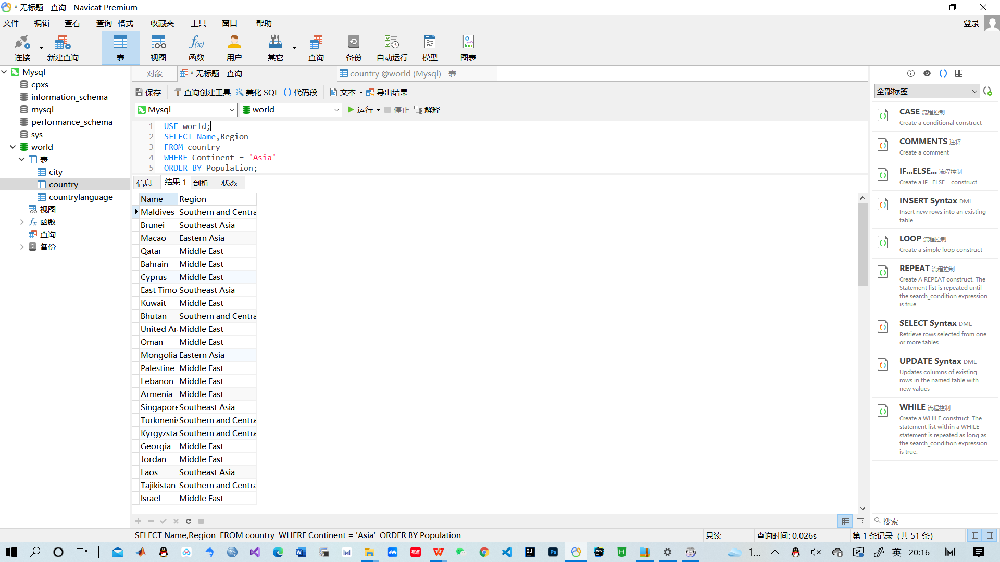 * 无标题 - 查询 - Navicat Premium
文件 编辑 查看 查询 格式 收藏夹 工具 窗口 帮助 登录
连接 新建查询 表 视图 函数 用户 其它 查询 备份 自动运行 模型 图表
Mysql
cpxs
information_schema
mysql
performance_schema
sys
world
表
city
country
countrylanguage
视图
函数
查询
备份
对象 * 无标题 - 查询 country @world (Mysql) - 表
保存 查询创建工具 美化 SQL 代码段 文本 导出结果
Mysql world 运行 停止 解释
1 USE world;
2 SELECT Name,Region
3 FROM country
4 WHERE Continent = 'Asia'
5 ORDER BY Population;
信息 结果 1 剖析 状态
Name Region
Maldives Southern and Centra
Brunei Southeast Asia
Macao Eastern Asia
Qatar Middle East
Bahrain Middle East
Cyprus Middle East
East Timo Southeast Asia
Kuwait Middle East
Bhutan Southern and Centra
United Ar Middle East
Oman Middle East
Mongolia Eastern Asia
Palestine Middle East
Lebanon Middle East
Armenia Middle East
Singapore Southeast Asia
Turkmenis Southern and Centra
Kyrgyzsta Southern and Centra
Georgia Middle East
Jordan Middle East
Laos Southeast Asia
Tajikistan Southern and Centra
Israel Middle East
全部标签
CASE 流程控制
Create a conditional construct
COMMENTS 注释
Create a comment
IF...ELSE... 流程控制
Create a IF...ELSE... construct
INSERT Syntax DML
Insert new rows into an existing
table
LOOP 流程控制
Create a simple loop construct
REPEAT 流程控制
Create A REPEAT construct. The
Statement list is repeated until
the search_condition expression
is true.
SELECT Syntax DML
Retrieve rows selected from one
or more tables
UPDATE Syntax DML
Updates columns of existing
rows in the named table with
new values
WHILE 流程控制
Create a WHILE construct. The
statement list within a WHILE
statement is repeated as long as
the search_condition expression
is true.
搜索
SELECT Name,Region FROM country WHERE Continent = 'Asia' ORDER BY Population 只读 查询时间: 0.026s 第 1 条记录 (共 51 条)
1... 英 20:16